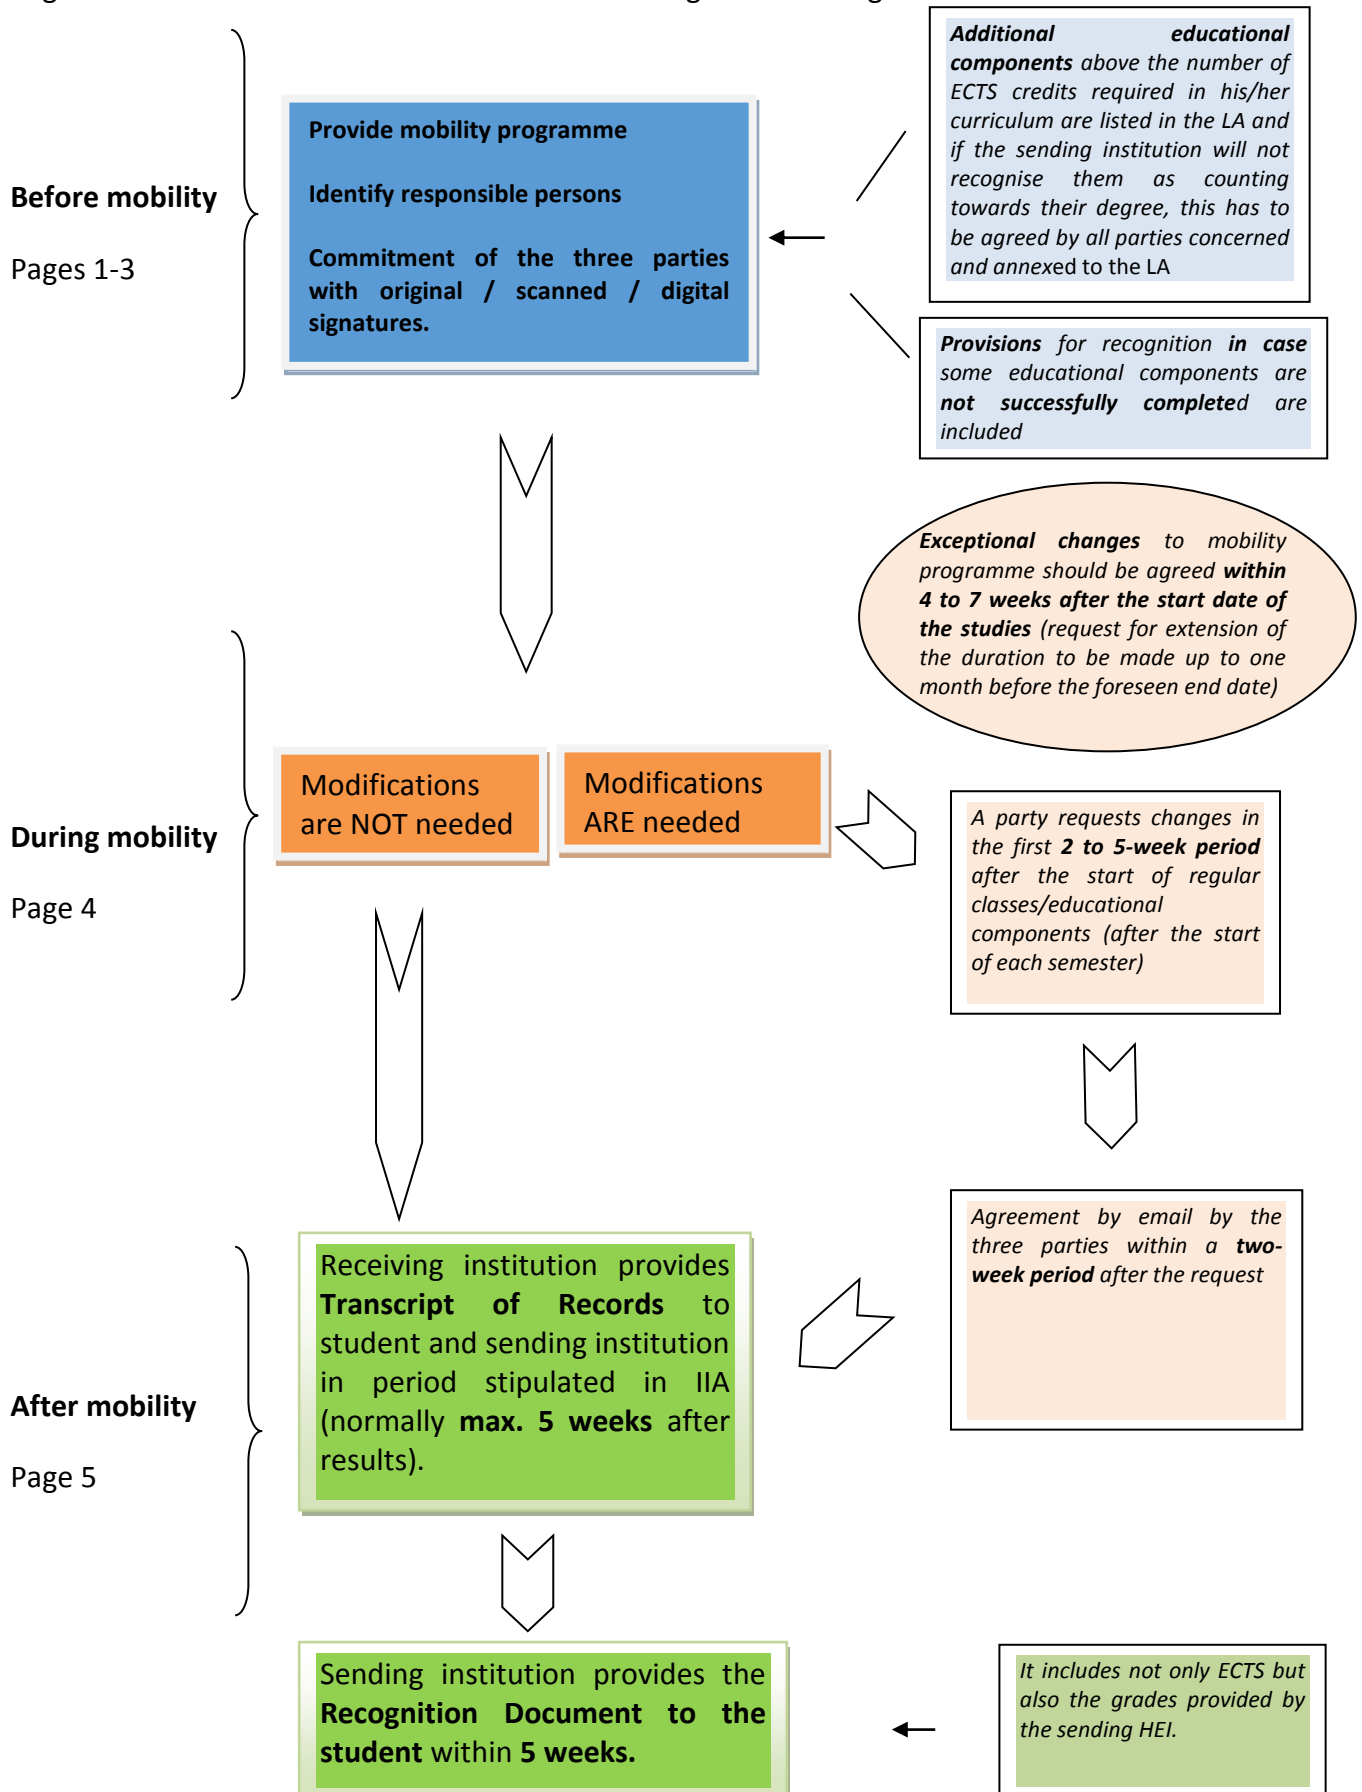 Before mobility
Pages 1-3
Provide mobility programme
Identify responsible persons
Commitment of the three parties
with original / scanned / digital
signatures.
Additional educational
components above the number of
ECTS credits required in his/her
curriculum are listed in the LA and
if the sending institution will not
recognise them as counting
towards their degree, this has to
be agreed by all parties concerned
and annexed to the LA
Provisions for recognition in case
some educational components are
not successfully completed are
included
Exceptional changes to mobility
programme should be agreed within
4 to 7 weeks after the start date of
the studies (request for extension of
the duration to be made up to one
month before the foreseen end date)
During mobility
Page 4
Modifications
are NOT needed
Modifications
ARE needed
A party requests changes in
the first 2 to 5-week period
after the start of regular
classes/educational
components (after the start
of each semester)
Agreement by email by the
three parties within a two-
week period after the request
After mobility
Page 5
Receiving institution provides
Transcript of Records to
student and sending institution
in period stipulated in IIA
(normally max. 5 weeks after
results).
Sending institution provides the
Recognition Document to the
student within 5 weeks.
It includes not only ECTS but
also the grades provided by
the sending HEI.